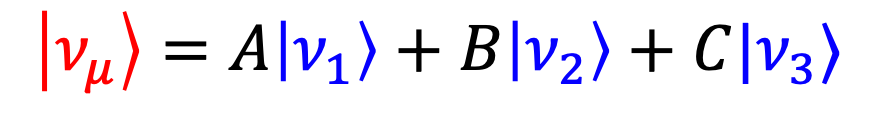 |ν_μ⟩ = A|ν_1⟩ + B|ν_2⟩ + C|ν_3⟩